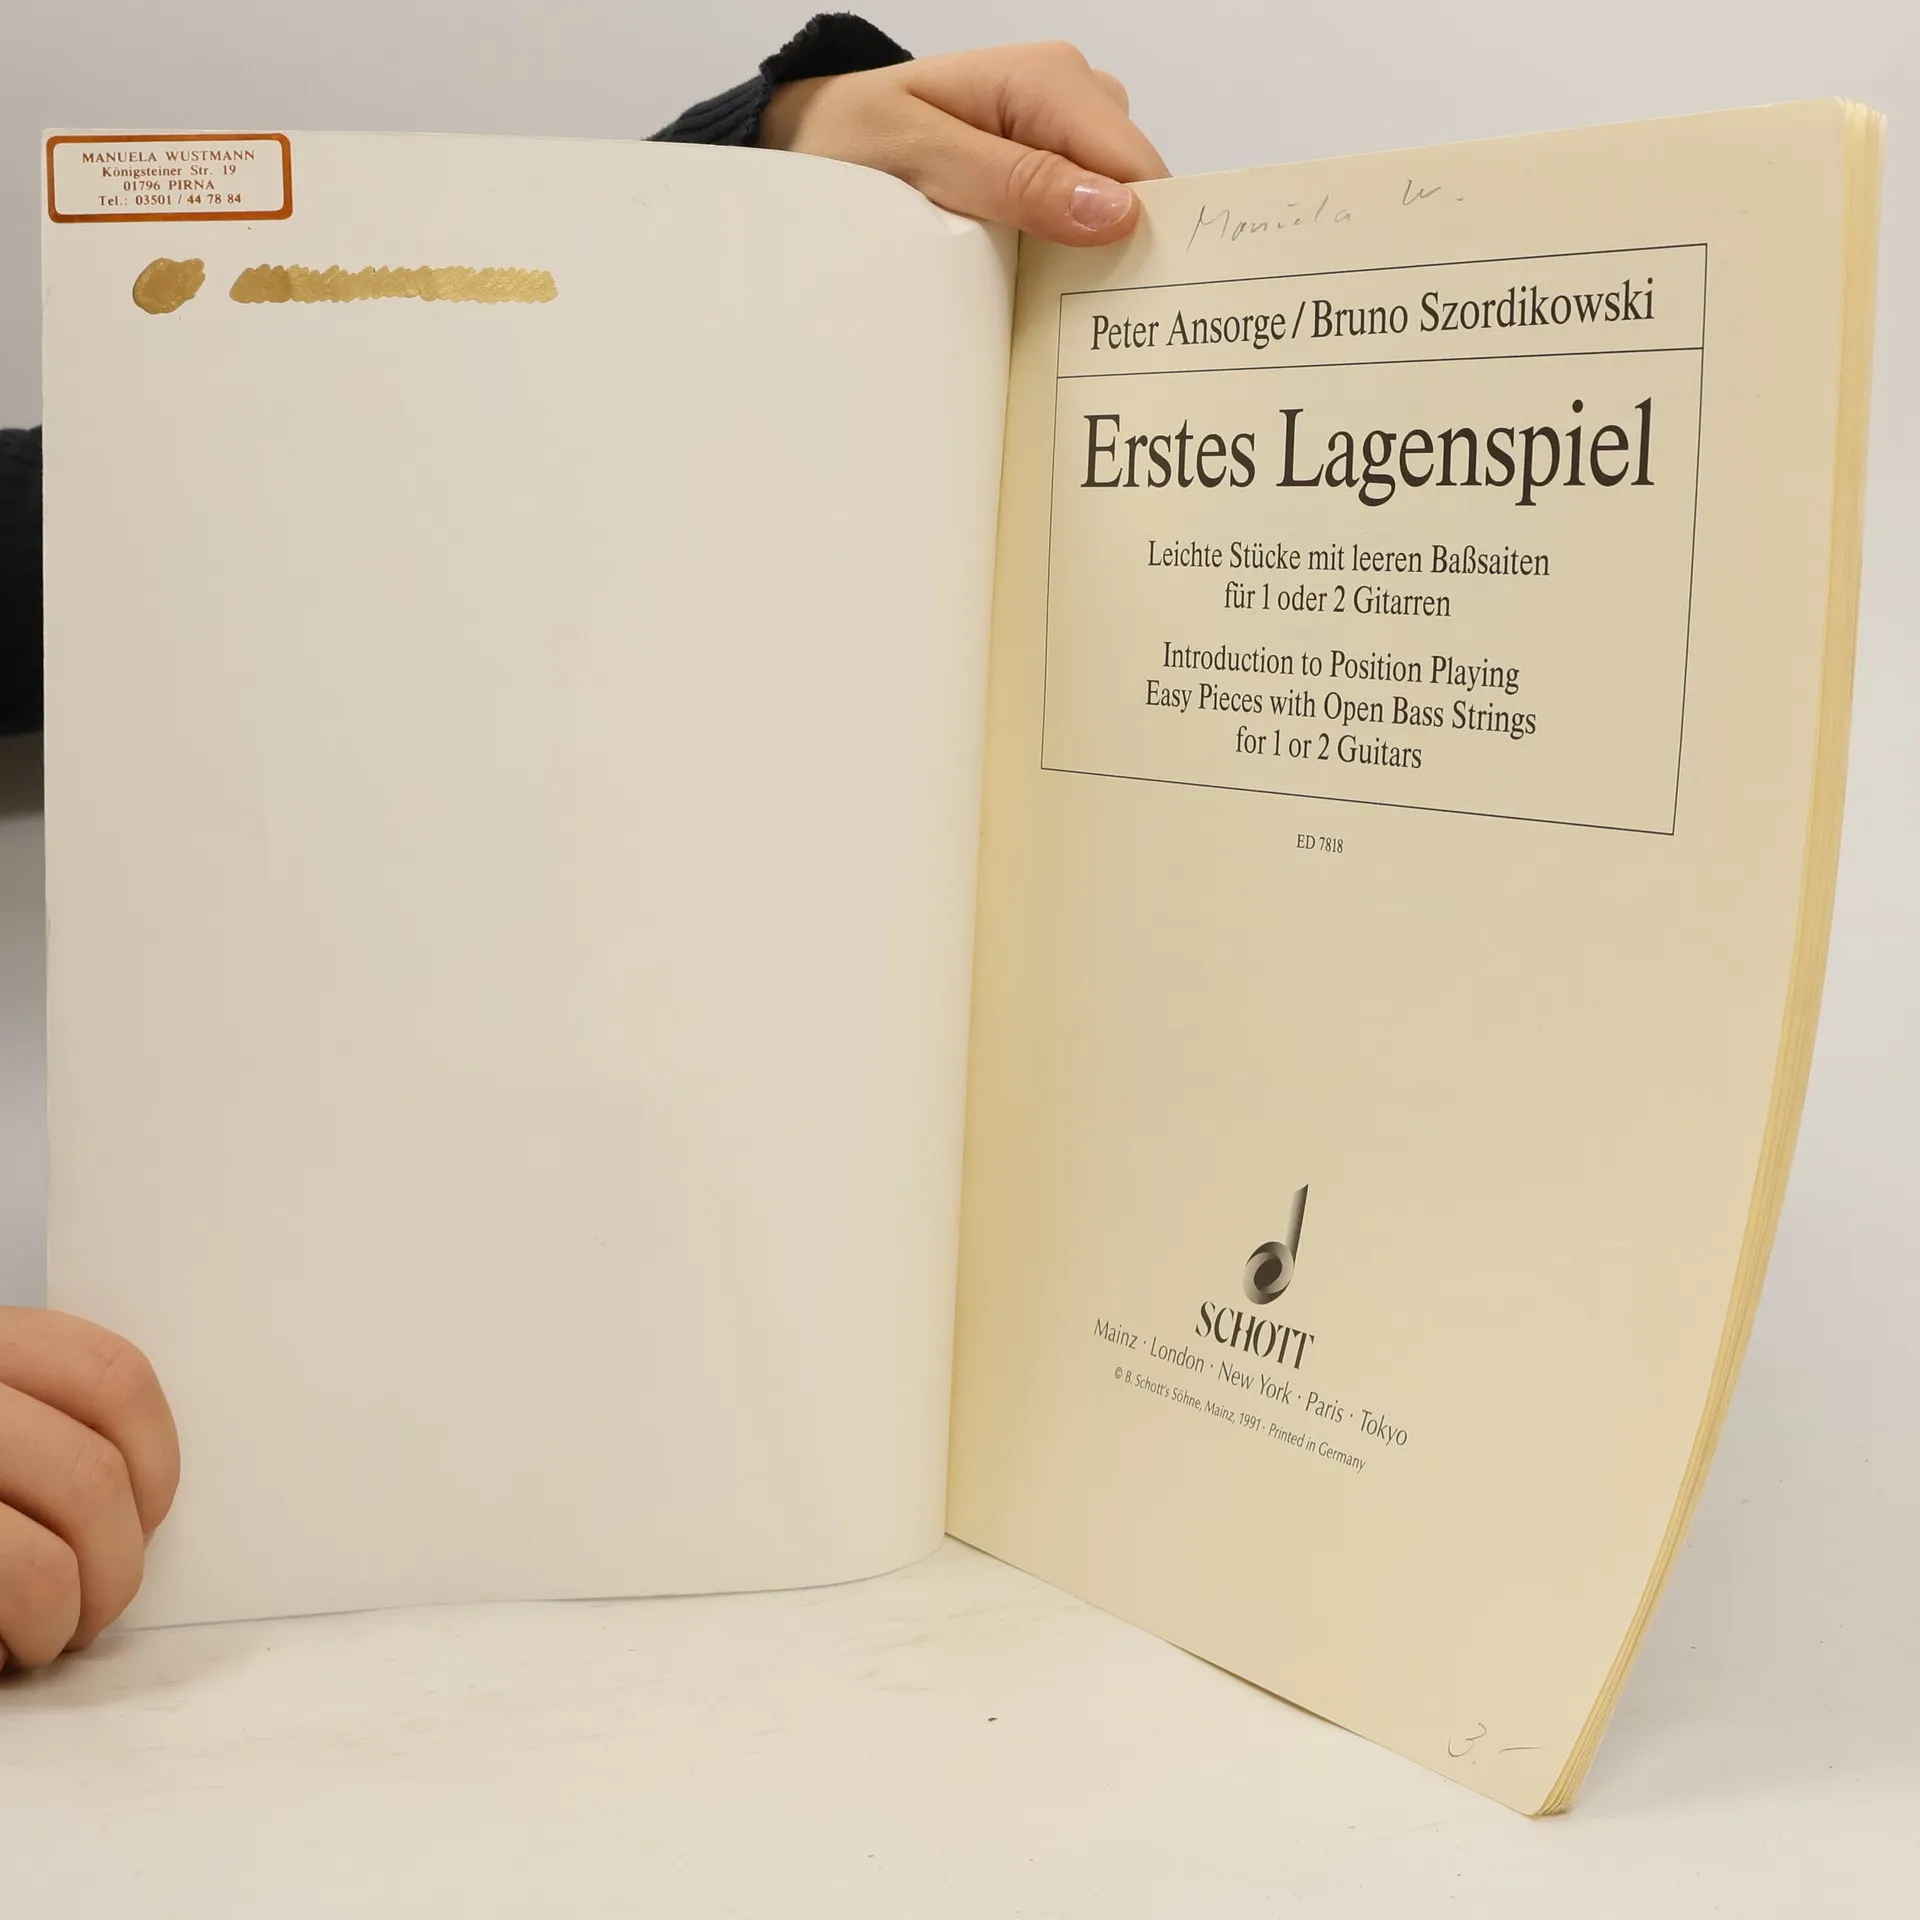 MANUELA WUSTMANN
Königsteiner Str. 19
01796 PIRNA
Tel.: 03501 / 44 78 84
Manuela W.
Peter Ansorge/Bruno Szordikowski
Erstes Lagenspiel
Leichte Stücke mit leeren Baßsaiten
für 1 oder 2 Gitarren
Introduction to Position Playing
Easy Pieces with Open Bass Strings
for 1 or 2 Guitars
ED 7818
SCHOTT
Mainz · London · New York · Paris · Tokyo
© B. Schott's Söhne, Mainz, 1991 · Printed in Germany
3.-